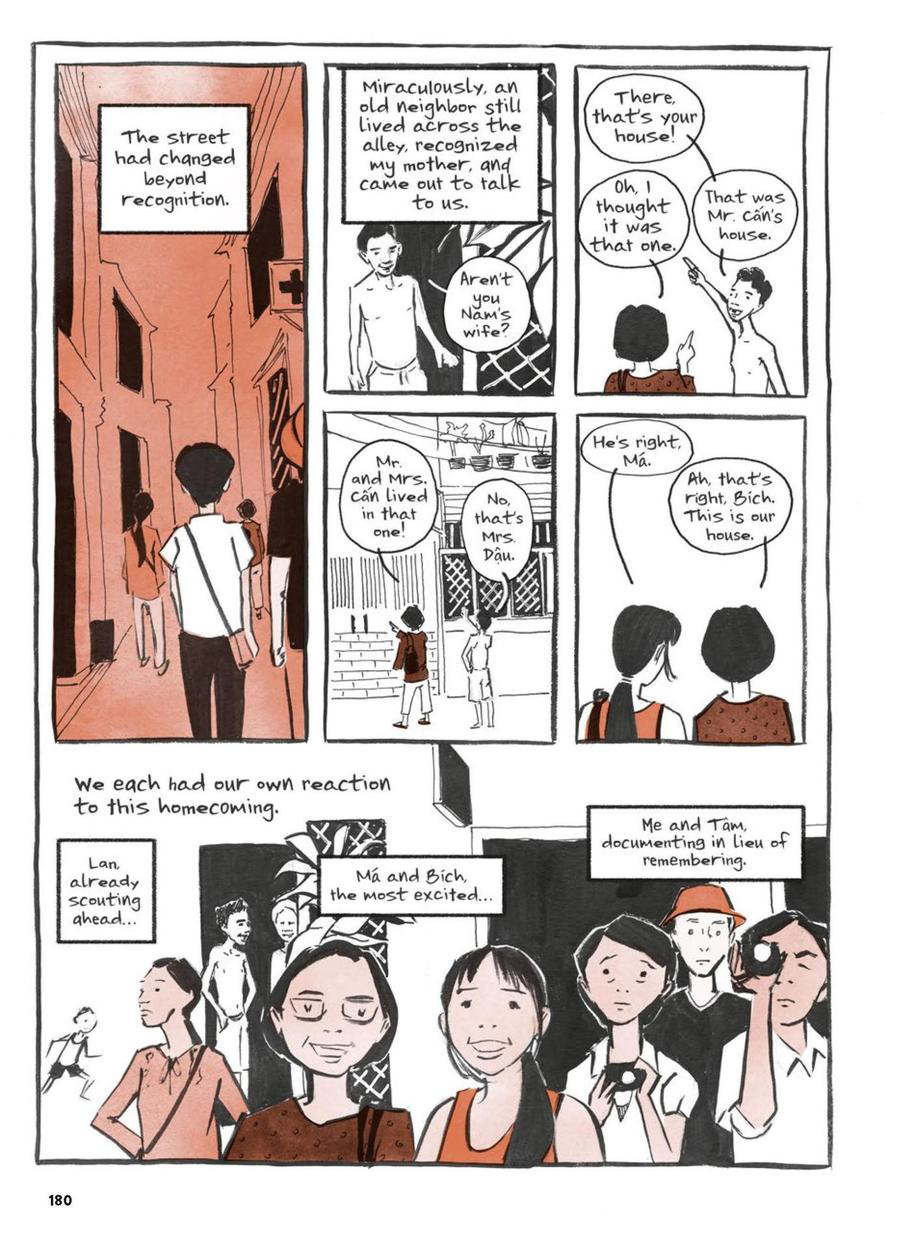 The street
had changed
beyond
recognition.
Miraculously, an
old neighbor still
lived across the
alley, recognized
my mother, and
came out to talk
to us.
Aren't
you
Nam's
wife?
There,
that's your
house!
Oh, I
thought
it was
that one.
That was
Mr. Cấn's
house.
Mr.
and Mrs.
Cấn lived
in that
one!
No,
that's
Mrs.
Dậu.
He's right,
Má.
Ah, that's
right, Bích.
This is our
house.
We each had our own reaction
to this homecoming.
Lan,
already
scouting
ahead...
Má and Bích,
the most excited...
Me and Tâm,
documenting in lieu of
remembering.
180